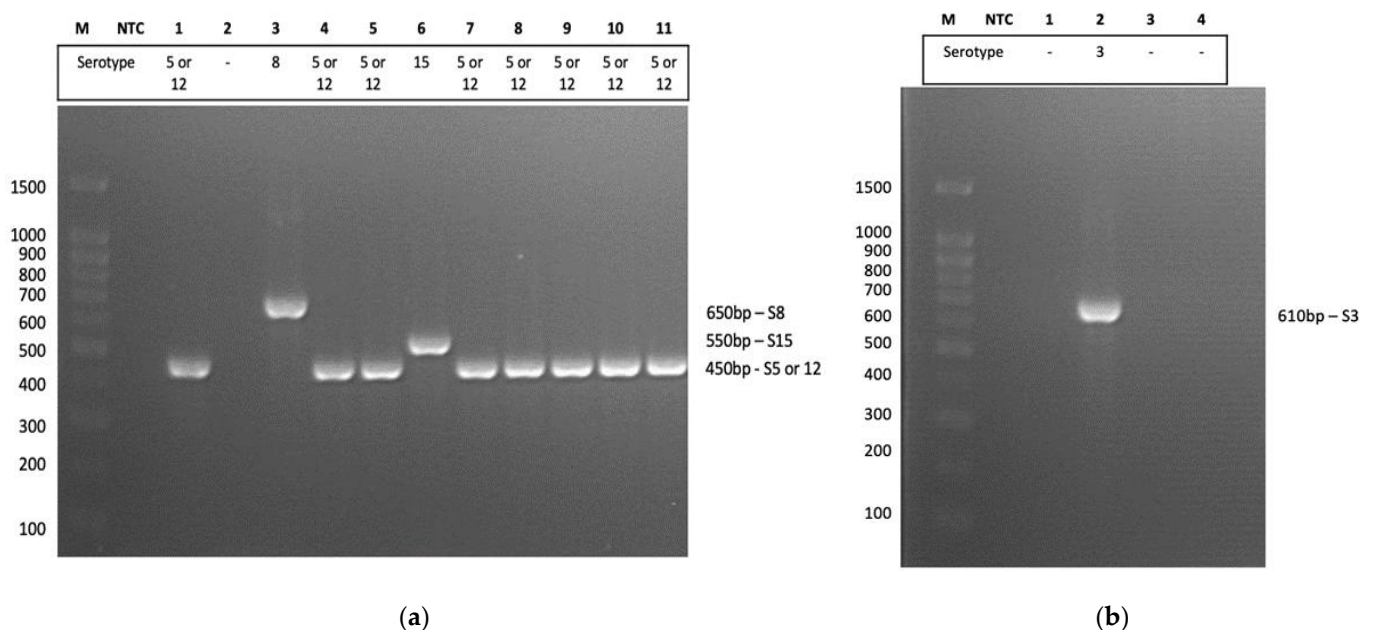 M NTC 1 2 3 4 5 6 7 8 9 10 11
Serotype 5 or 12 - 8 5 or 12 5 or 12 15 5 or 12 5 or 12 5 or 12 5 or 12 5 or 12
1500
1000
900
800
700
600
500
400
300
200
100
650bp – S8
550bp – S15
450bp - S5 or 12
(a)
M NTC 1 2 3 4
Serotype - 3 - -
1500
1000
900
800
700
600
500
400
300
200
100
610bp – S3
(b)